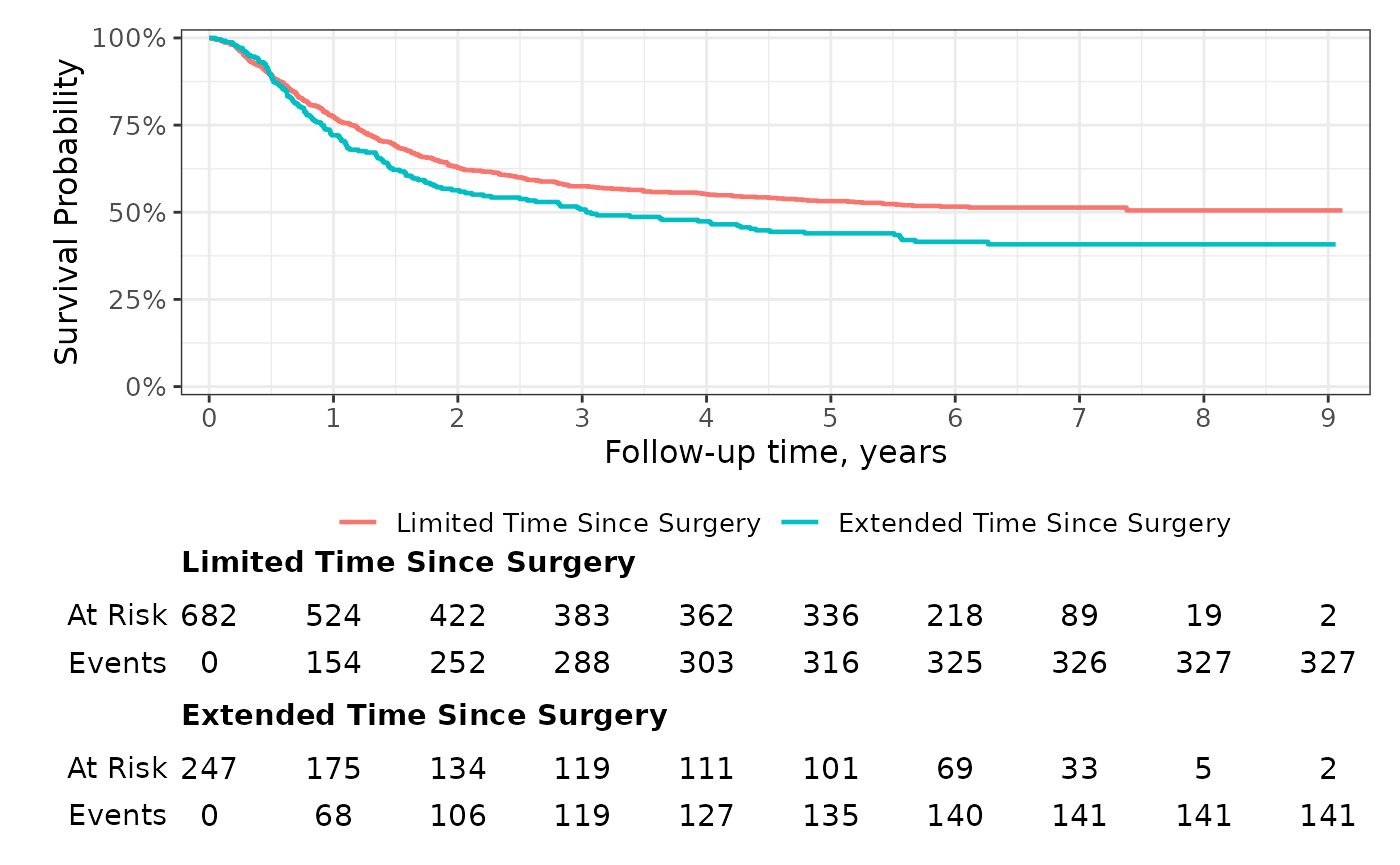 100%
75%
50%
25%
0%
Survival Probability
0 1 2 3 4 5 6 7 8 9
Follow-up time, years
Limited Time Since Surgery Extended Time Since Surgery
Limited Time Since Surgery
At Risk 682 524 422 383 362 336 218 89 19 2
Events 0 154 252 288 303 316 325 326 327 327
Extended Time Since Surgery
At Risk 247 175 134 119 111 101 69 33 5 2
Events 0 68 106 119 127 135 140 141 141 141